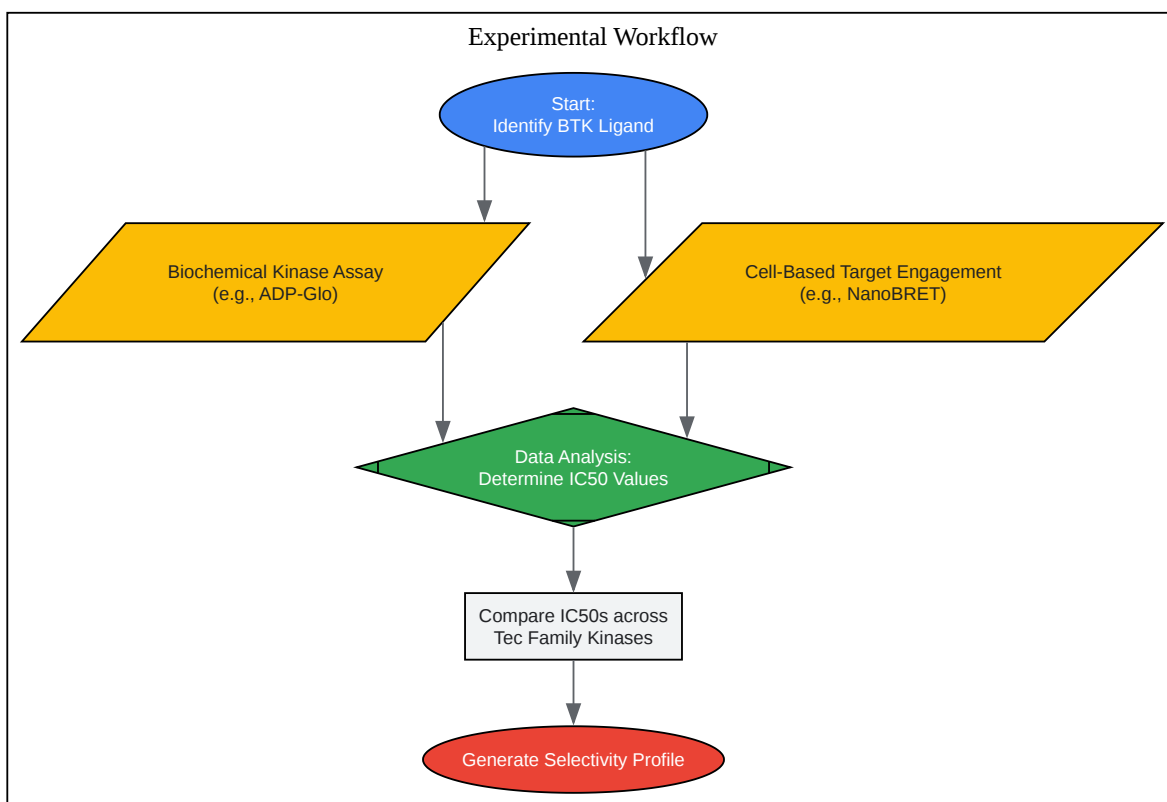 Experimental Workflow
Start:
Identify BTK Ligand
Biochemical Kinase Assay
(e.g., ADP-Glo)
Cell-Based Target Engagement
(e.g., NanoBRET)
Data Analysis:
Determine IC50 Values
Compare IC50s across
Tec Family Kinases
Generate Selectivity Profile